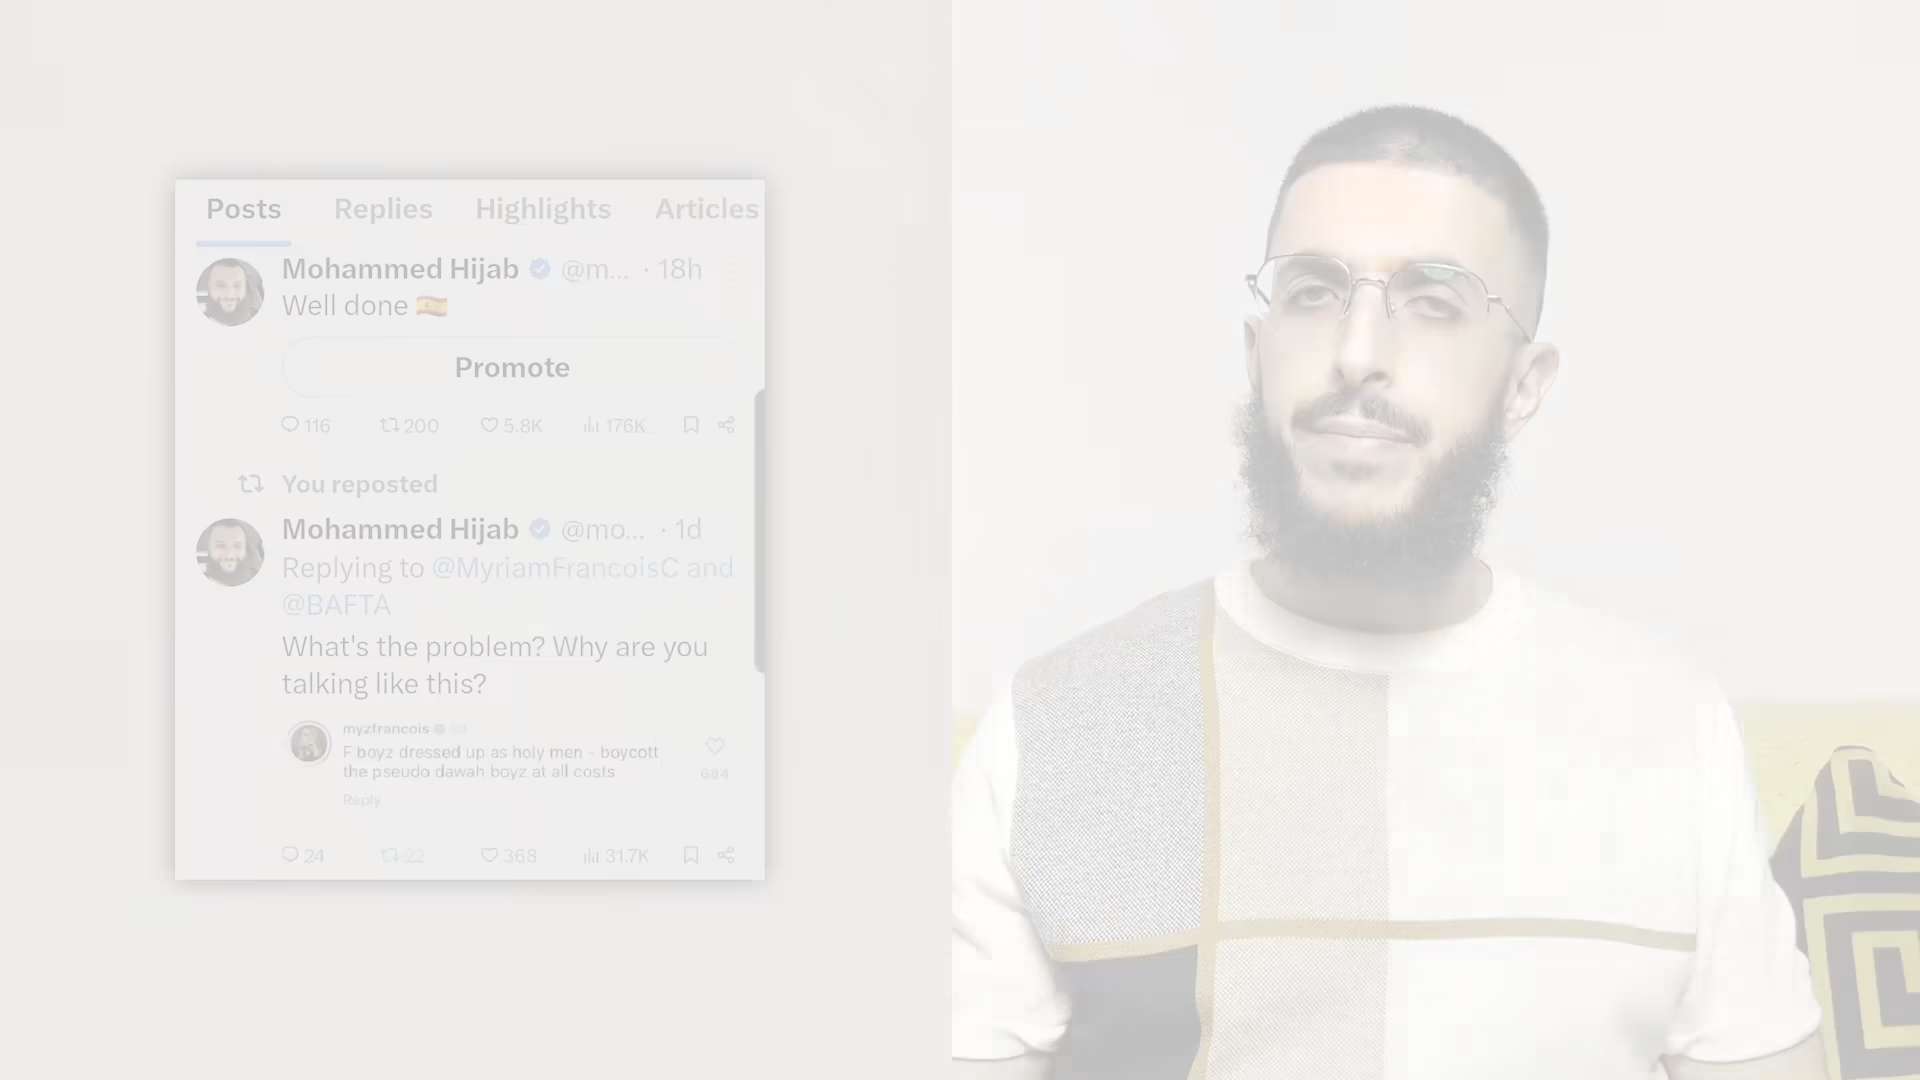 Posts Replies Highlights Articles
Mohammed Hijab @m... · 18h
Well done 🇪🇸
Promote
116 200 5.8K 176K
You reposted
Mohammed Hijab @mo... · 1d
Replying to @MyriamFrancoisC and
@BAFTA
What's the problem? Why are you
talking like this?
myzfrancois
F boyz dressed up as holy men - boycott
the pseudo dawah boyz at all costs
684
Reply
24 22 368 31.7K